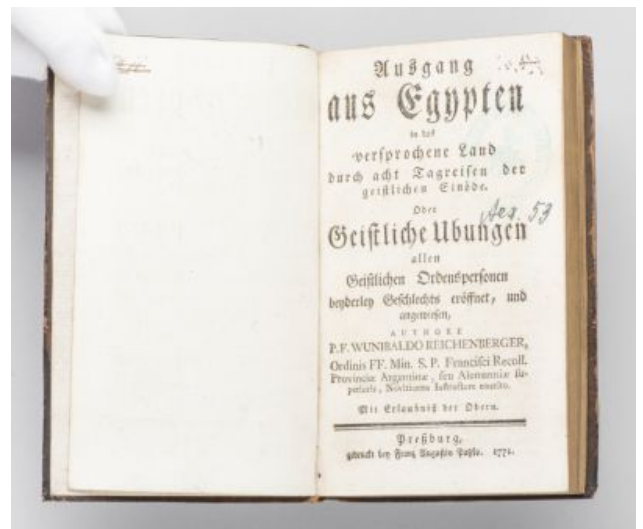 Ausgang
aus Egypten
in das
versprochene Land
durch acht Tagreisen der
geistlichen Einöde.
Oder
Geistliche Ubungen
allen
Geistlichen Ordenspersonen
beyderley Geschlechts eröffnet, und
angewiesen,
AUTHORE
P. F. WUNIBALDO REICHENBERGER,
Ordinis FF. Min. S. P. Francisci Recoll.
Provinciæ Argentinæ, seu Alemanniæ su-
perioris, Novitiorum Instructore emerito.
Mit Erlaubniß der Obern.
Preßburg,
gedruckt bey Franz Augustin Patzko. 1771.
53